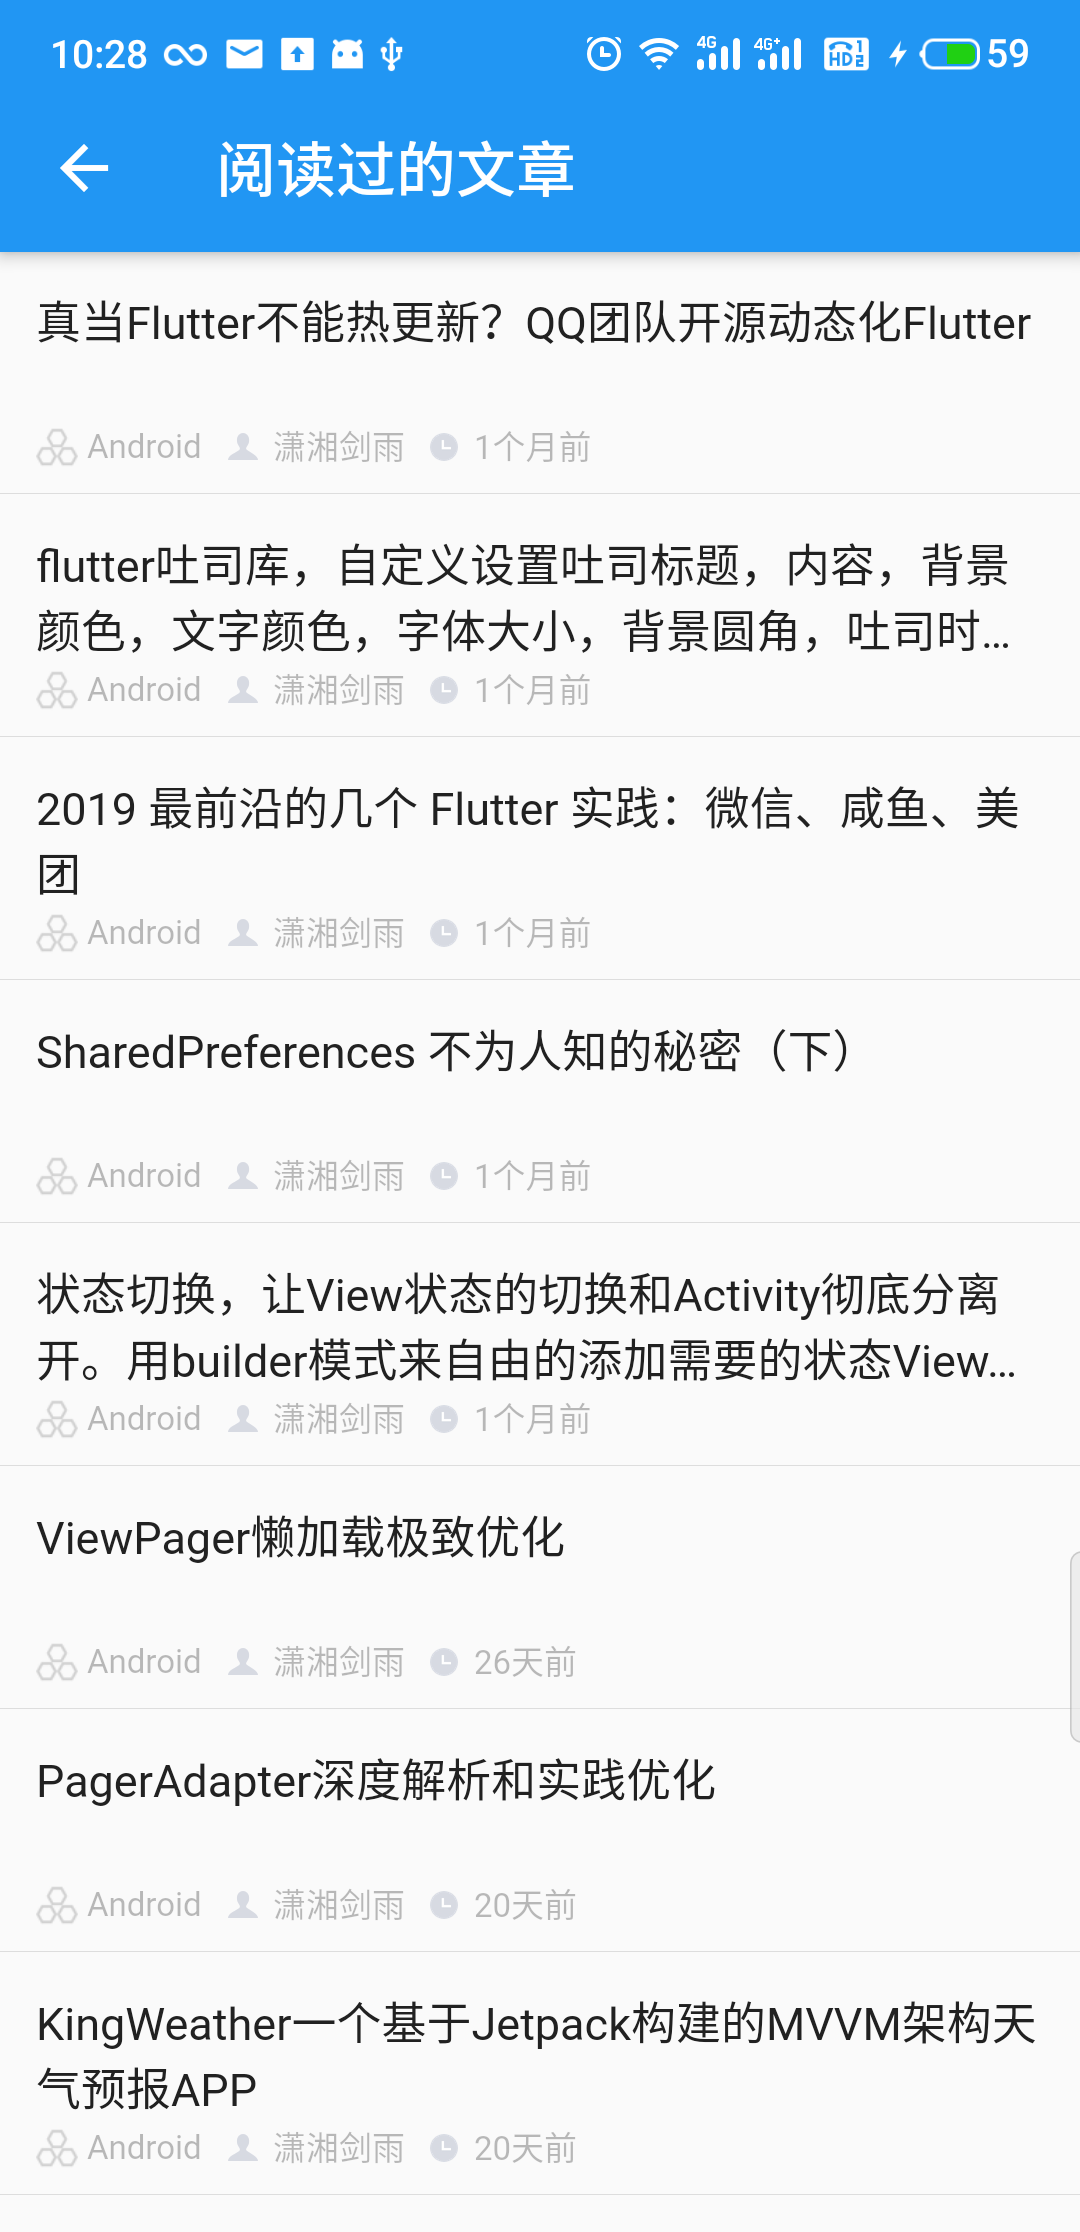 10:28 4G 4G+ HD 1 2 59
阅读过的文章
真当Flutter不能热更新？QQ团队开源动态化Flutter
Android 潇湘剑雨 1个月前
flutter吐司库，自定义设置吐司标题，内容，背景
颜色，文字颜色，字体大小，背景圆角，吐司时...
Android 潇湘剑雨 1个月前
2019 最前沿的几个 Flutter 实践：微信、咸鱼、美
团
Android 潇湘剑雨 1个月前
SharedPreferences 不为人知的秘密（下）
Android 潇湘剑雨 1个月前
状态切换，让View状态的切换和Activity彻底分离
开。用builder模式来自由的添加需要的状态View...
Android 潇湘剑雨 1个月前
ViewPager懒加载极致优化
Android 潇湘剑雨 26天前
PagerAdapter深度解析和实践优化
Android 潇湘剑雨 20天前
KingWeather一个基于Jetpack构建的MVVM架构天
气预报APP
Android 潇湘剑雨 20天前